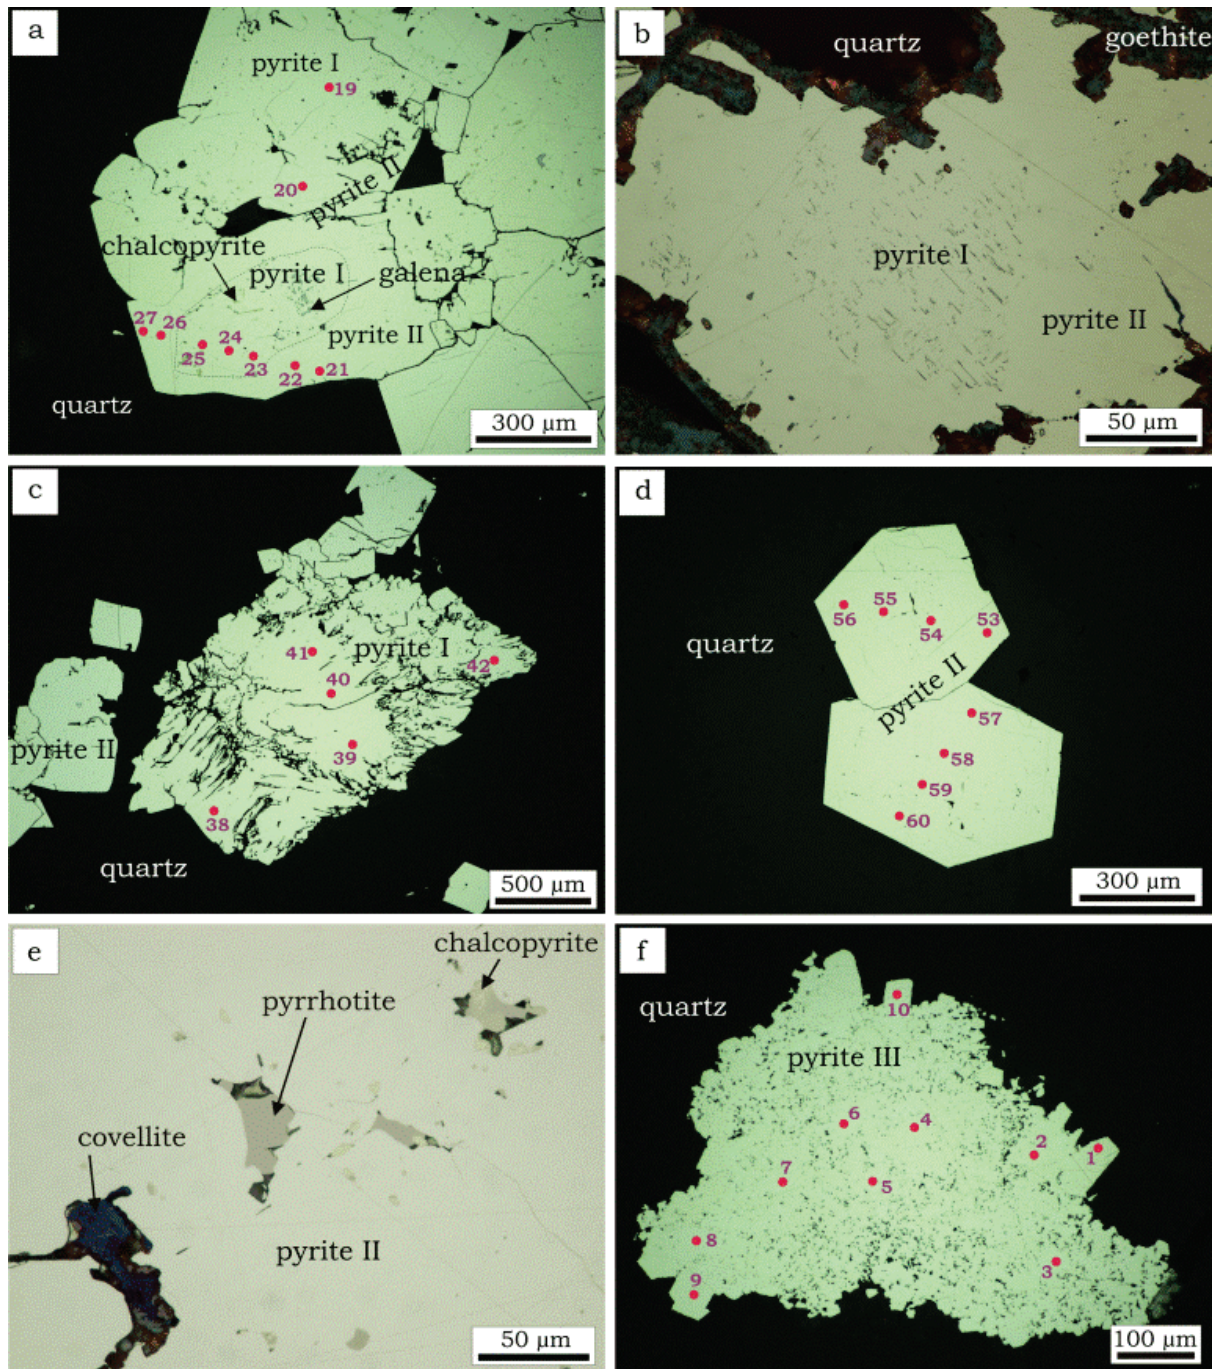 a
pyrite I
19
20
pyrite II
chalcopyrite
pyrite I
galena
27
26
25
24
23
22
21
pyrite II
quartz
300 µm
b
quartz
goethite
pyrite I
pyrite II
50 µm
c
pyrite I
41
42
40
39
38
pyrite II
quartz
500 µm
d
quartz
56
55
54
53
pyrite II
57
58
59
60
300 µm
e
chalcopyrite
pyrrhotite
covellite
pyrite II
50 µm
f
quartz
10
pyrite III
6
4
2
1
7
5
8
3
9
100 µm